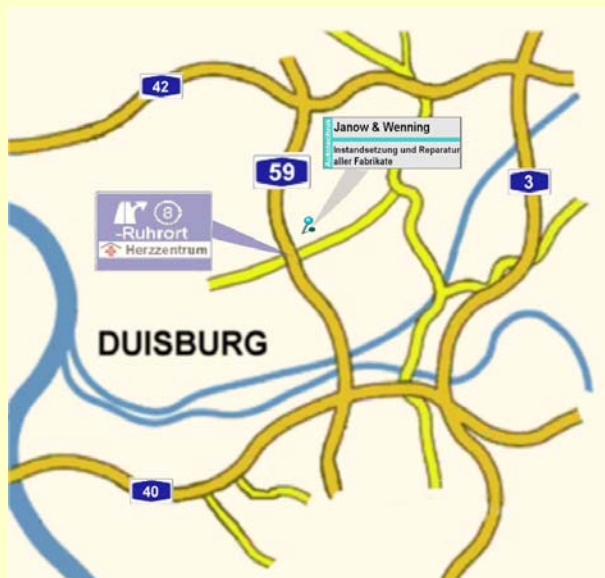 42
Janow & Wenning
Instandsetzung und Reparatur
aller Fabrikate
59
3
8
-Ruhrort
Herzzentrum
DUISBURG
40